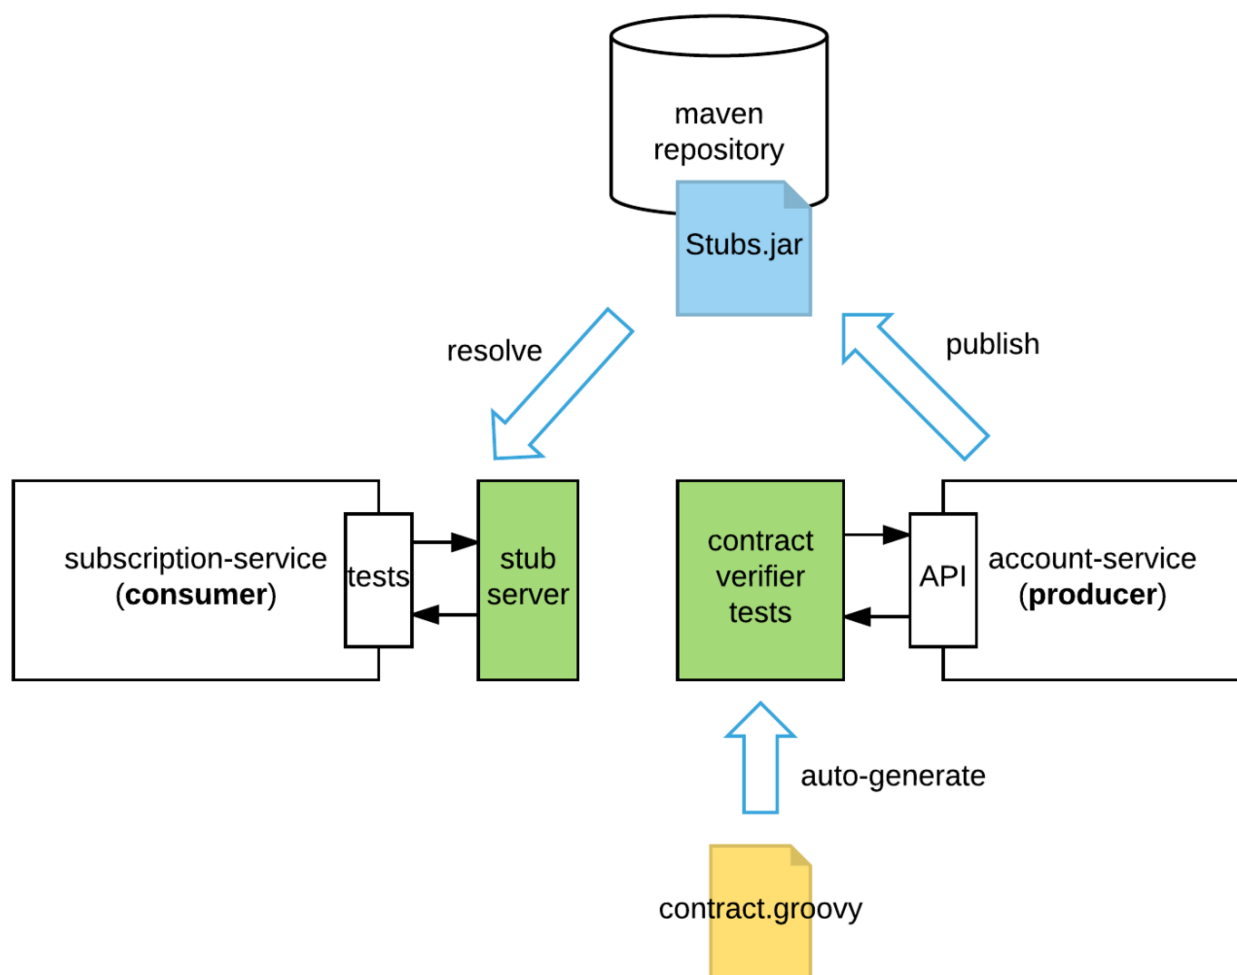 maven
repository
Stubs.jar
resolve
publish
subscription-service
(consumer)
tests
stub
server
contract
verifier
tests
API
account-service
(producer)
auto-generate
contract.groovy